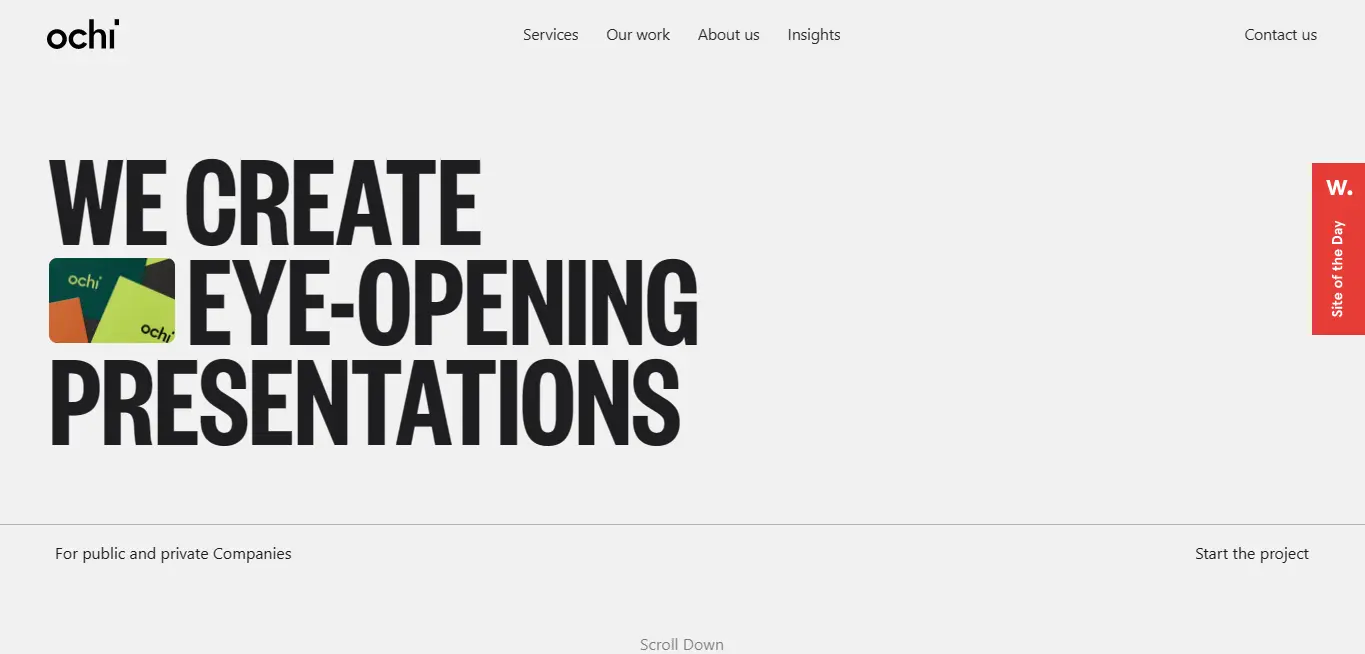 ochi
Services Our work About us Insights
Contact us
WE CREATE
ochi
ochi
EYE-OPENING
PRESENTATIONS
W.
Site of the Day
For public and private Companies
Start the project
Scroll Down